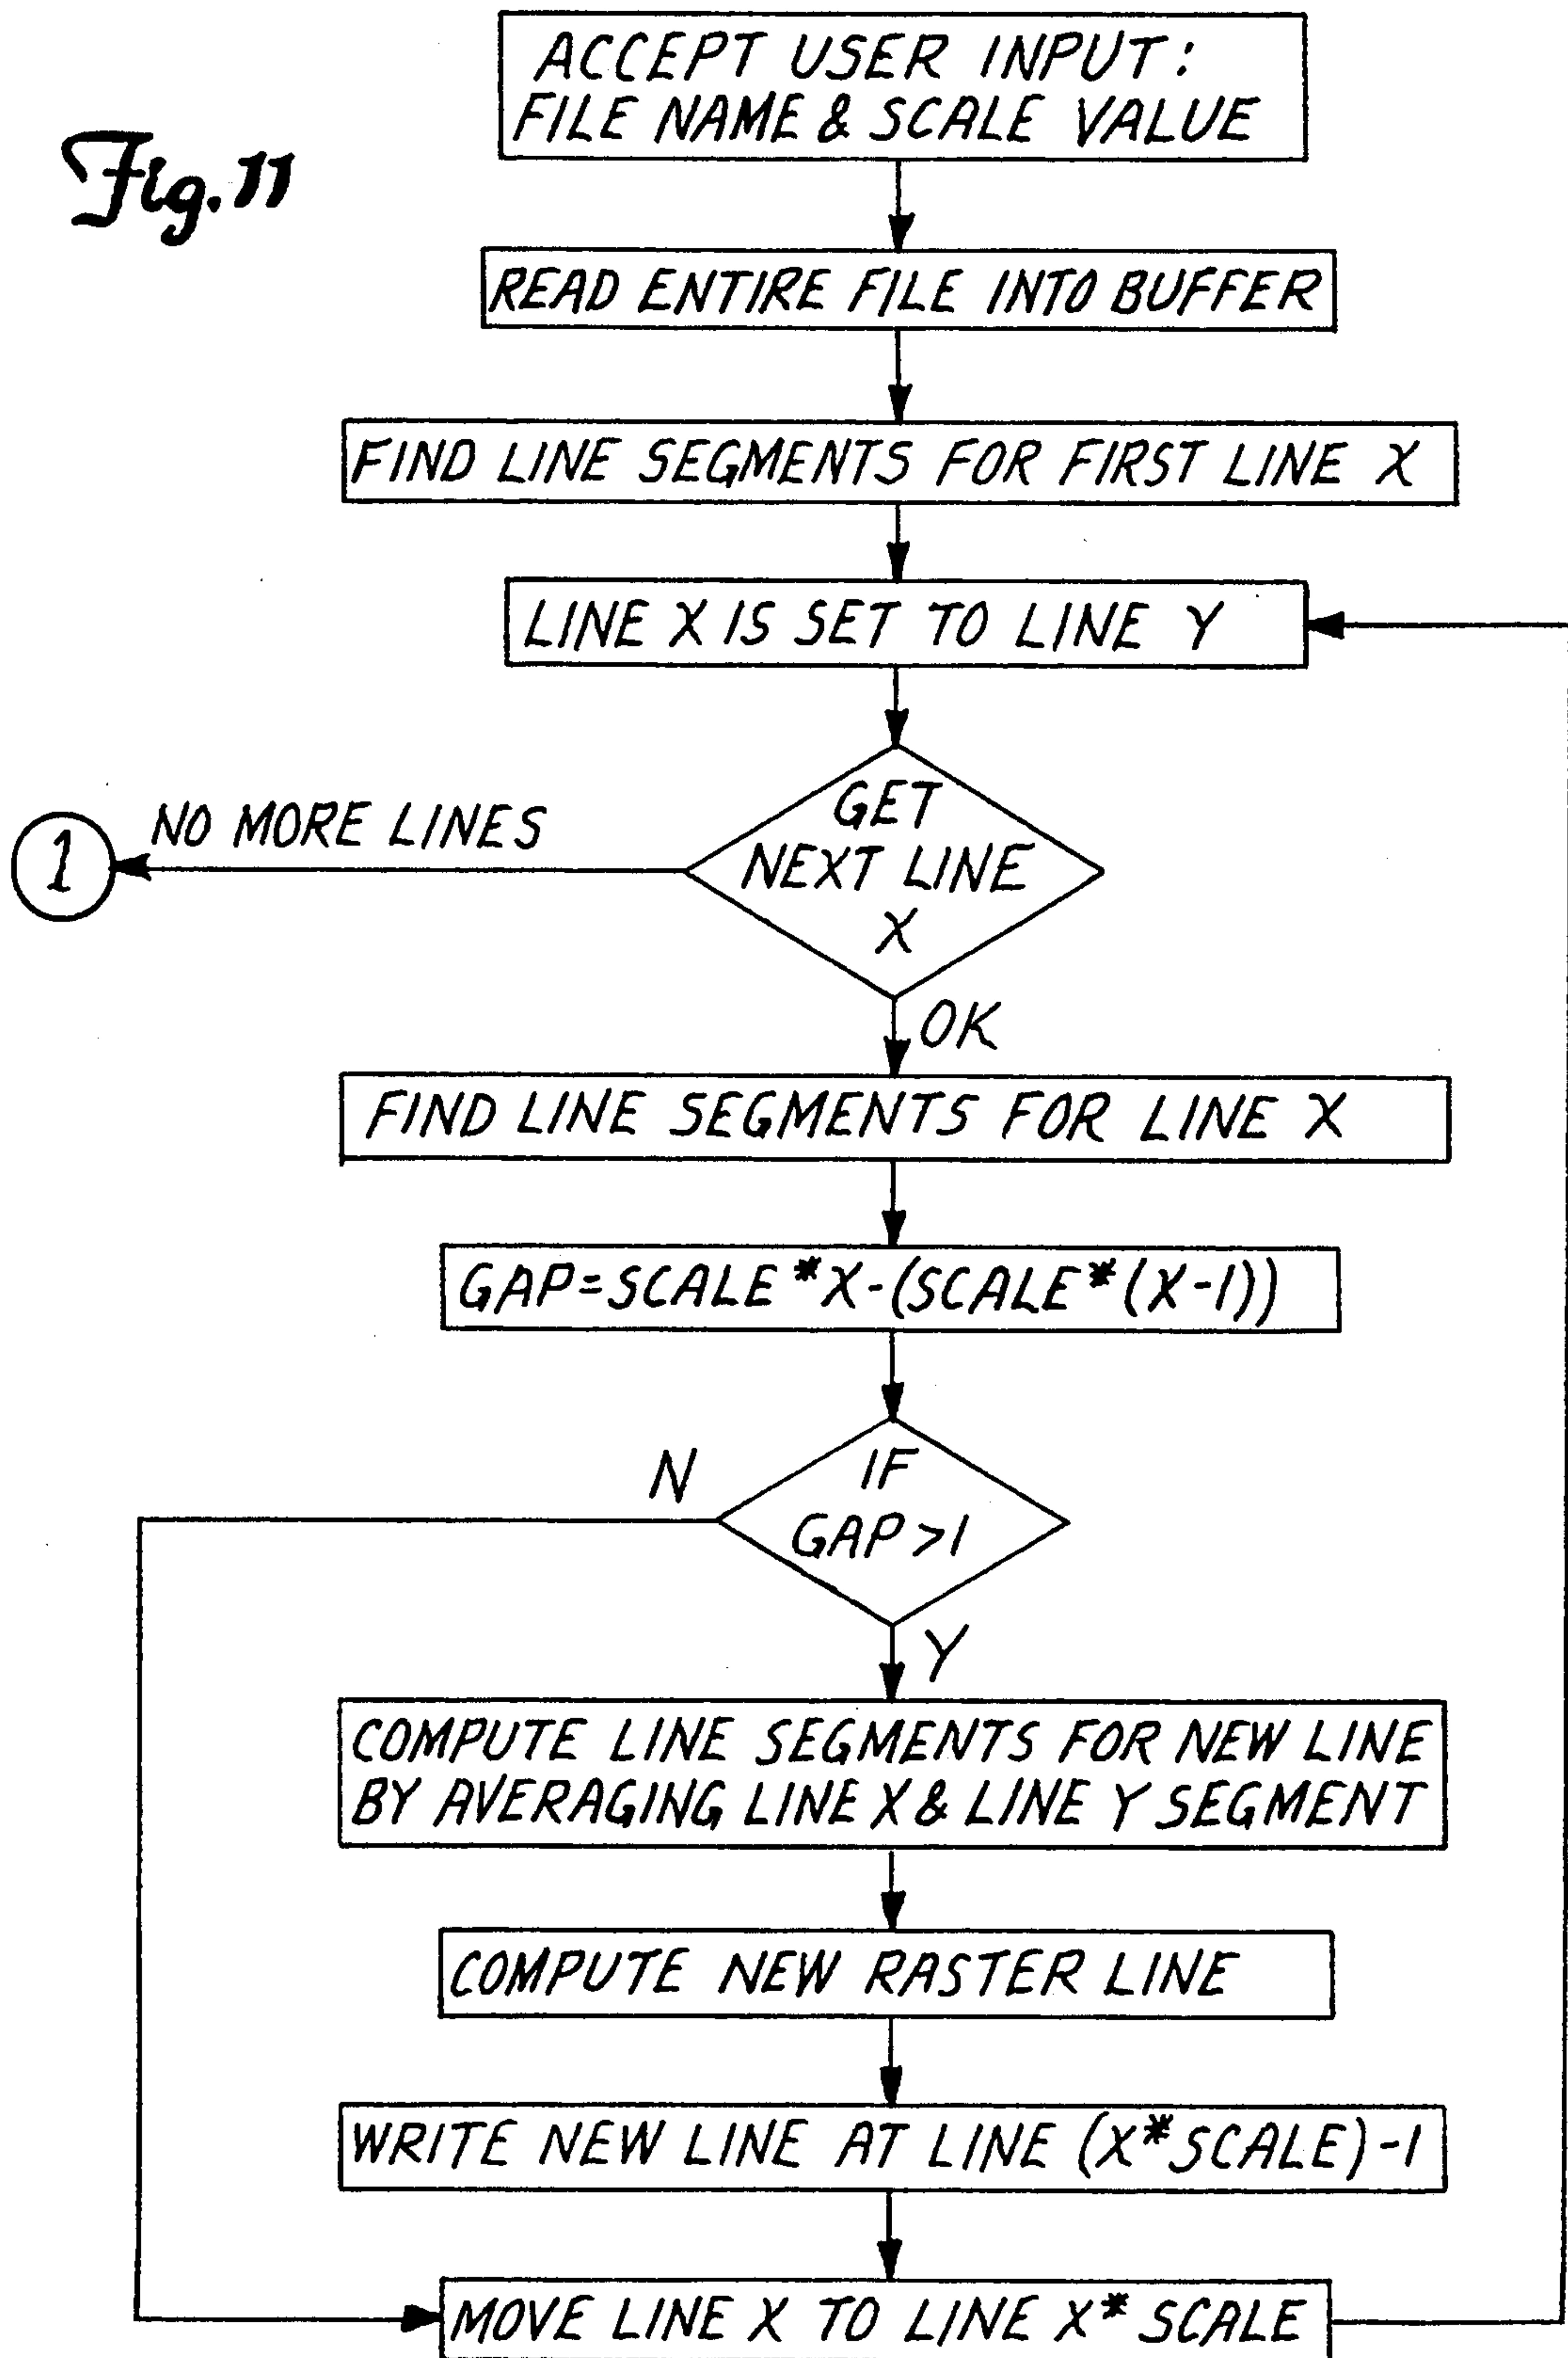 Fig. 11
ACCEPT USER INPUT:
FILE NAME & SCALE VALUE
READ ENTIRE FILE INTO BUFFER
FIND LINE SEGMENTS FOR FIRST LINE X
LINE X IS SET TO LINE Y
GET
NEXT LINE
X
NO MORE LINES
1
OK
FIND LINE SEGMENTS FOR LINE X
GAP=SCALE*X-(SCALE*(X-1))
IF
GAP>1
N
Y
COMPUTE LINE SEGMENTS FOR NEW LINE
BY AVERAGING LINE X & LINE Y SEGMENT
COMPUTE NEW RASTER LINE
WRITE NEW LINE AT LINE (X*SCALE)-1
MOVE LINE X TO LINE X*SCALE